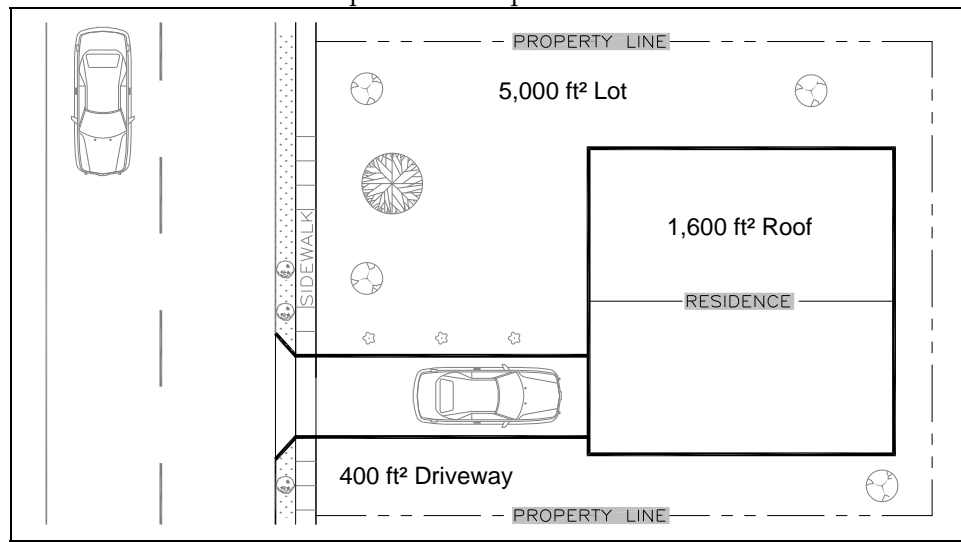 PROPERTY LINE
5,000 ft² Lot
1,600 ft² Roof
SIDEWALK
RESIDENCE
400 ft² Driveway
PROPERTY LINE